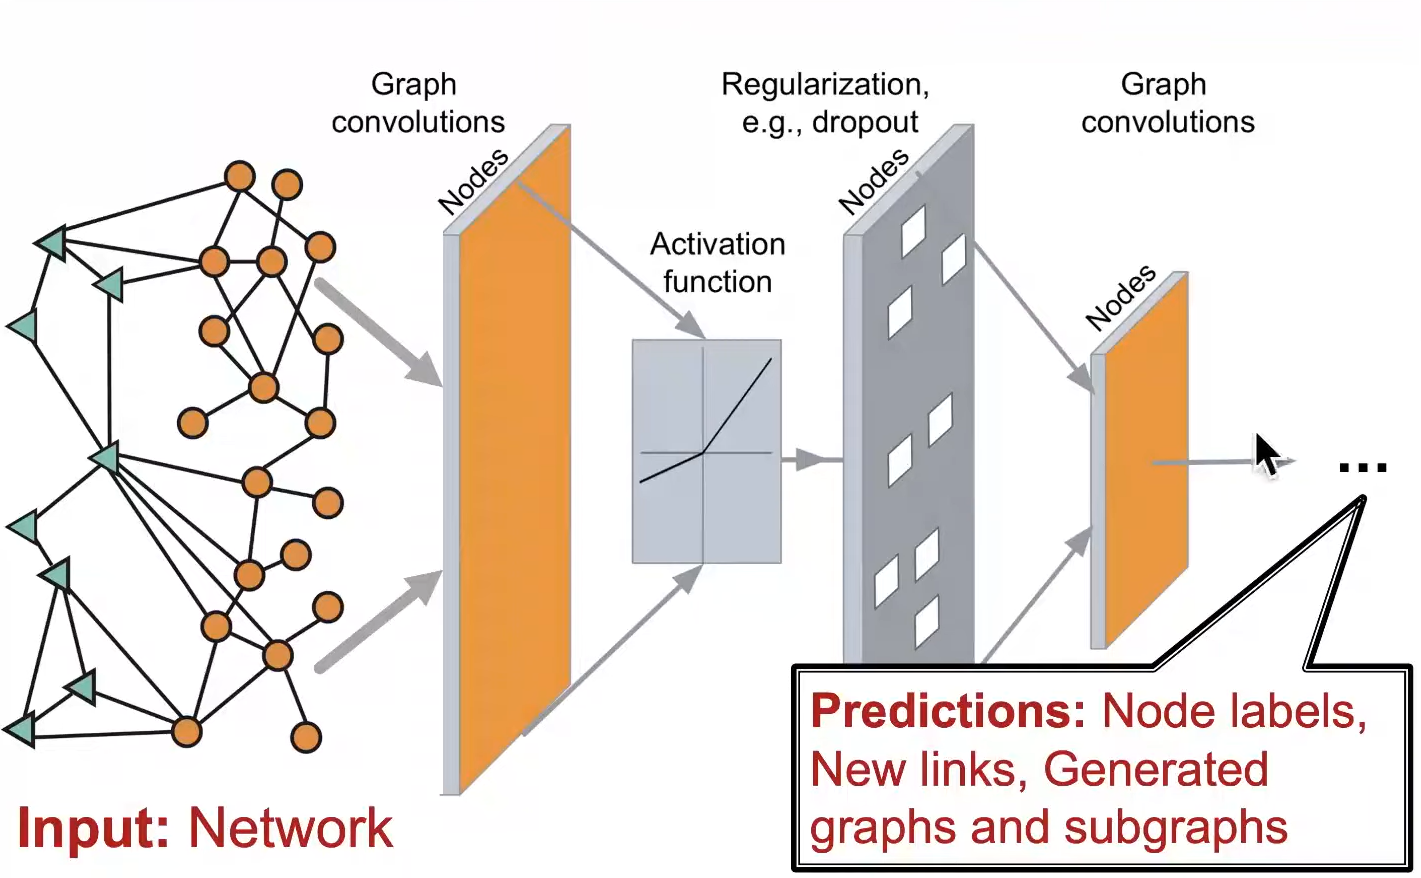 Graph
convolutions
Regularization,
e.g., dropout
Graph
convolutions
Nodes
Nodes
Activation
function
Nodes
...
Predictions: Node labels,
New links, Generated
graphs and subgraphs
Input: Network